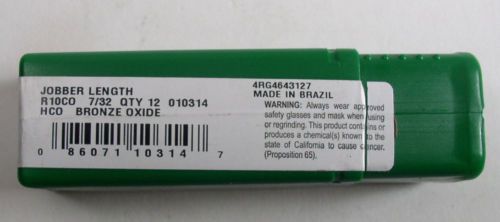 JOBBER LENGTH
R10CO 7/32 QTY 12 010314
HCO BRONZE OXIDE
0 86071 10314 7
4RG4643127
MADE IN BRAZIL
WARNING: Always wear approved
safety glasses and mask when using
or regrinding. This product contains or
produces a chemical(s) known to the
state of California to cause cancer.
(Proposition 65).